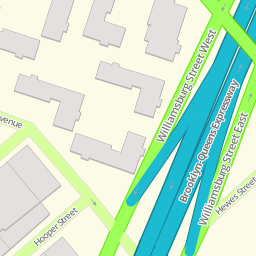 Williamsburg Street West
Brooklyn-Queens Expressway
Williamsburg Street East
Hewes Street
Hooper Street
venue